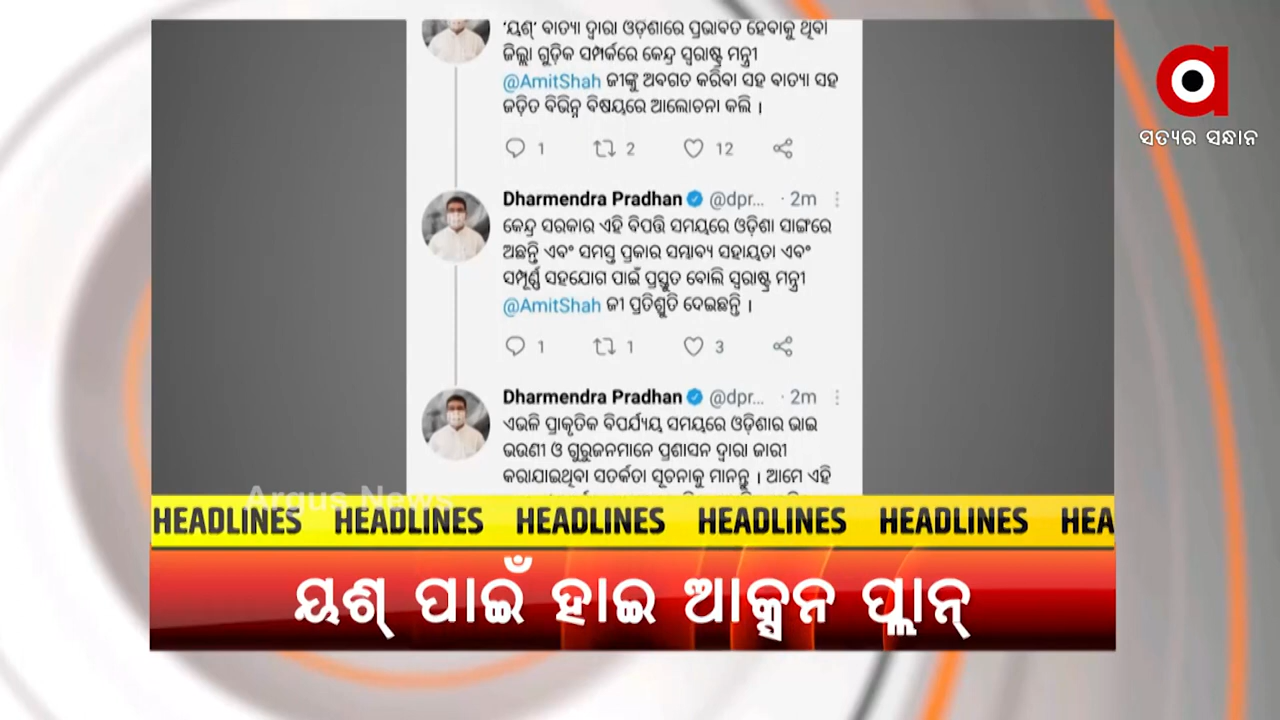 'ୟଶ୍' ବାତ୍ୟା ଦ୍ୱାରା ଓଡ଼ିଶାରେ ପ୍ରଭାବିତ ହେବାକୁ ଥିବା
ଜିଲ୍ଲା ଗୁଡ଼ିକ ସମ୍ପର୍କରେ କେନ୍ଦ୍ର ସ୍ୱରାଷ୍ଟ୍ର ମନ୍ତ୍ରୀ
@AmitShah ଜୀଙ୍କୁ ଅବଗତ କରିବା ସହ ବାତ୍ୟା ସହ
ଜଡ଼ିତ ବିଭିନ୍ନ ବିଷୟରେ ଆଲୋଚନା କଲି ।
1 2 12
Dharmendra Pradhan @dpr... · 2m
କେନ୍ଦ୍ର ସରକାର ଏହି ବିପତ୍ତି ସମୟରେ ଓଡ଼ିଶା ସାଙ୍ଗରେ
ଅଛନ୍ତି ଏବଂ ସମସ୍ତ ପ୍ରକାର ସମ୍ଭାବ୍ୟ ସହାୟତା ଏବଂ
ସମ୍ପୂର୍ଣ୍ଣ ସହଯୋଗ ପାଇଁ ପ୍ରସ୍ତୁତ ବୋଲି ସ୍ୱରାଷ୍ଟ୍ର ମନ୍ତ୍ରୀ
@AmitShah ଜୀ ପ୍ରତିଶ୍ରୁତି ଦେଇଛନ୍ତି ।
1 1 3
Dharmendra Pradhan @dpr... · 2m
ଏଭଳି ପ୍ରାକୃତିକ ବିପର୍ଯ୍ୟୟ ସମୟରେ ଓଡ଼ିଶାର ଭାଇ
ଭଉଣୀ ଓ ଗୁରୁଜନମାନେ ପ୍ରଶାସନ ଦ୍ୱାରା ଜାରୀ
କରାଯାଇଥିବା ସତର୍କତା ସୂଚନାକୁ ମାନନ୍ତୁ । ଆମେ ଏହି
Argus News
HEADLINES HEADLINES HEADLINES HEADLINES HEADLINES HEA
ୟଶ୍ ପାଇଁ ହାଇ ଆକ୍ସନ ପ୍ଲାନ୍
a
ସତ୍ୟର ସନ୍ଧାନ